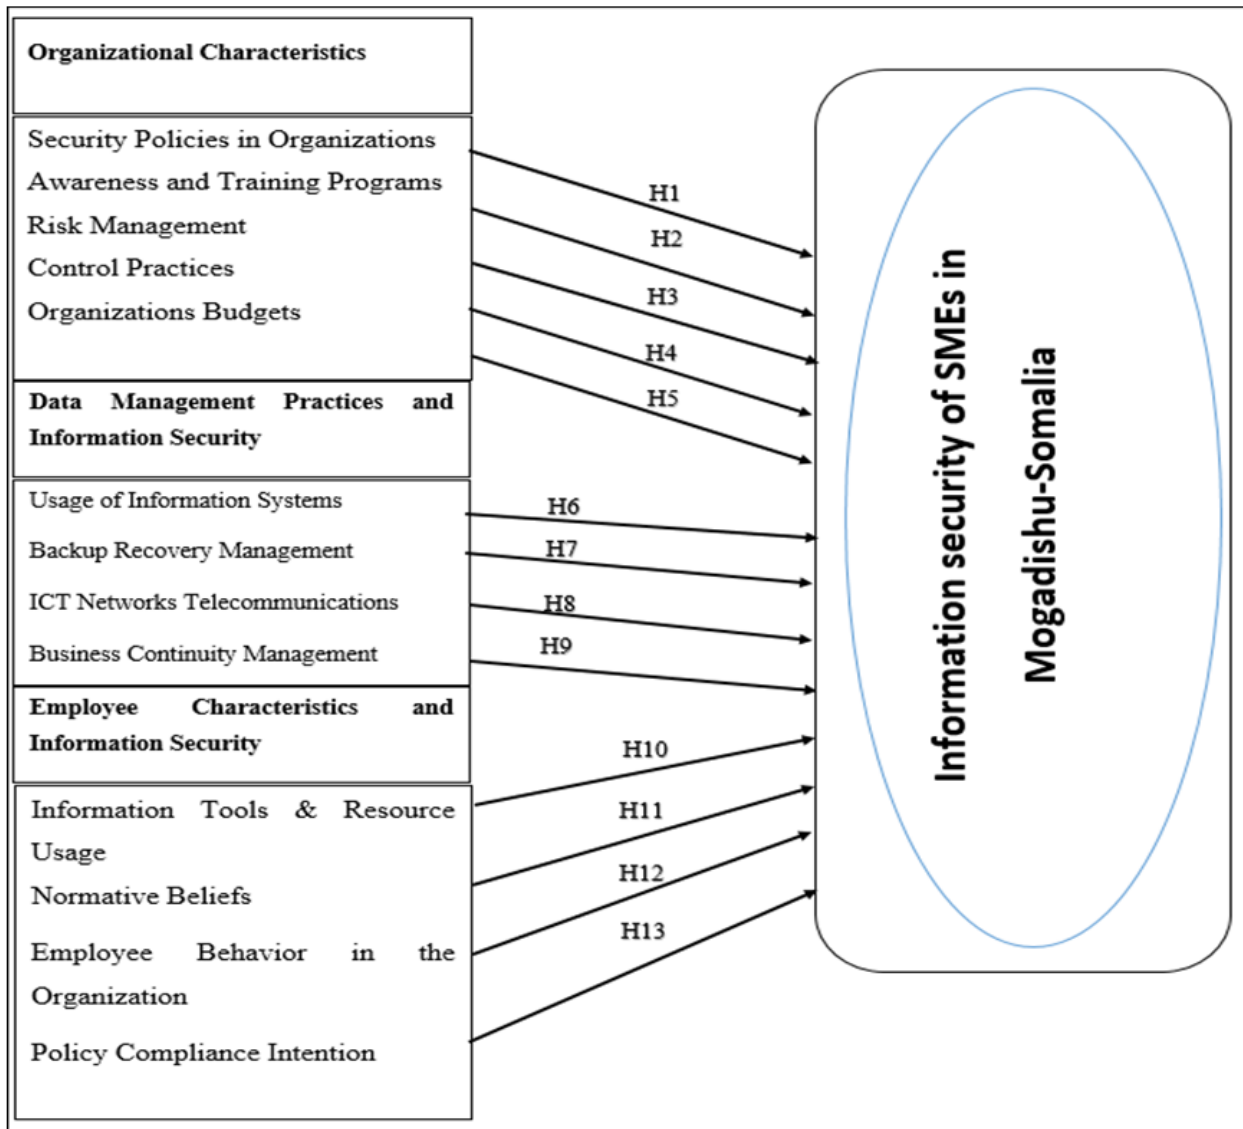 Organizational Characteristics
Security Policies in Organizations
Awareness and Training Programs
Risk Management
Control Practices
Organizations Budgets
Data Management Practices and
Information Security
Usage of Information Systems
Backup Recovery Management
ICT Networks Telecommunications
Business Continuity Management
Employee Characteristics and
Information Security
Information Tools & Resource
Usage
Normative Beliefs
Employee Behavior in the
Organization
Policy Compliance Intention
H1
H2
H3
H4
H5
H6
H7
H8
H9
H10
H11
H12
H13
Information security of SMEs in
Mogadishu-Somalia